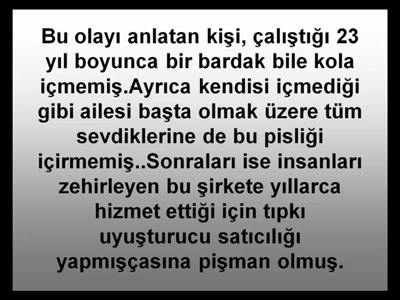 Bu olayı anlatan kişi, çalıştığı 23
yıl boyunca bir bardak bile kola
içmemiş.Ayrıca kendisi içmediği
gibi ailesi başta olmak üzere tüm
sevdiklerine de bu pisliği
içirmemiş..Sonraları ise insanları
zehirleyen bu şirkete yıllarca
hizmet ettiği için tıpkı
uyuşturucu satıcılığı
yapmışçasına pişman olmuş.